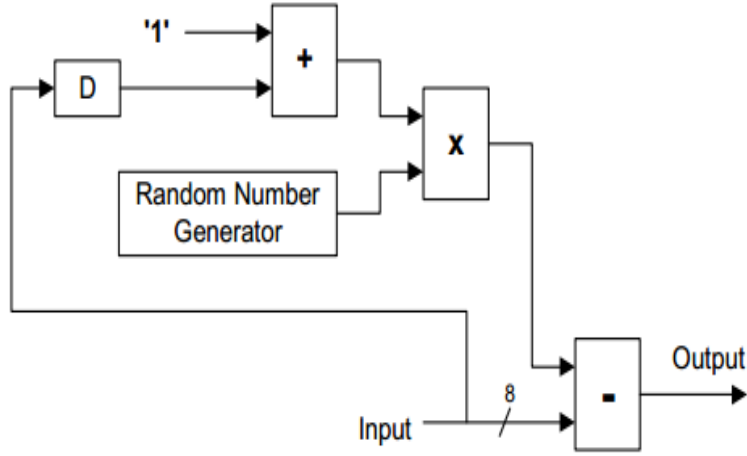 '1'
+
D
x
Random Number
Generator
Output
8
-
Input